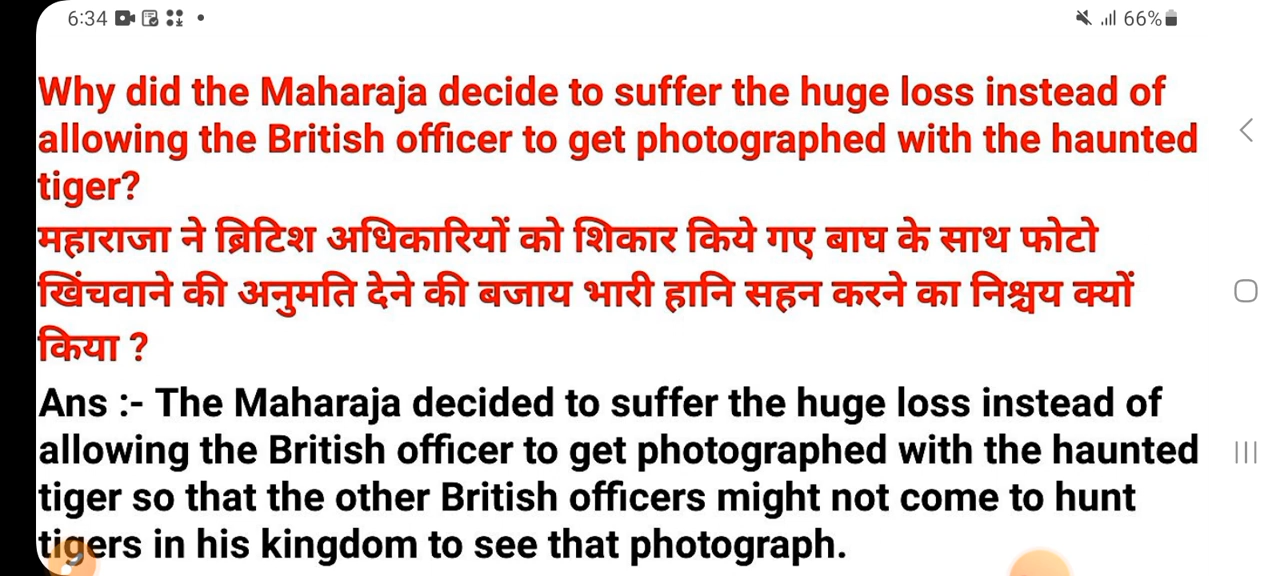 6:34
66%
Why did the Maharaja decide to suffer the huge loss instead of
allowing the British officer to get photographed with the haunted
tiger?
महाराजा ने ब्रिटिश अधिकारियों को शिकार किये गए बाघ के साथ फोटो
खिंचवाने की अनुमति देने की बजाय भारी हानि सहन करने का निश्चय क्यों
किया ?
Ans :- The Maharaja decided to suffer the huge loss instead of
allowing the British officer to get photographed with the haunted
tiger so that the other British officers might not come to hunt
tigers in his kingdom to see that photograph.